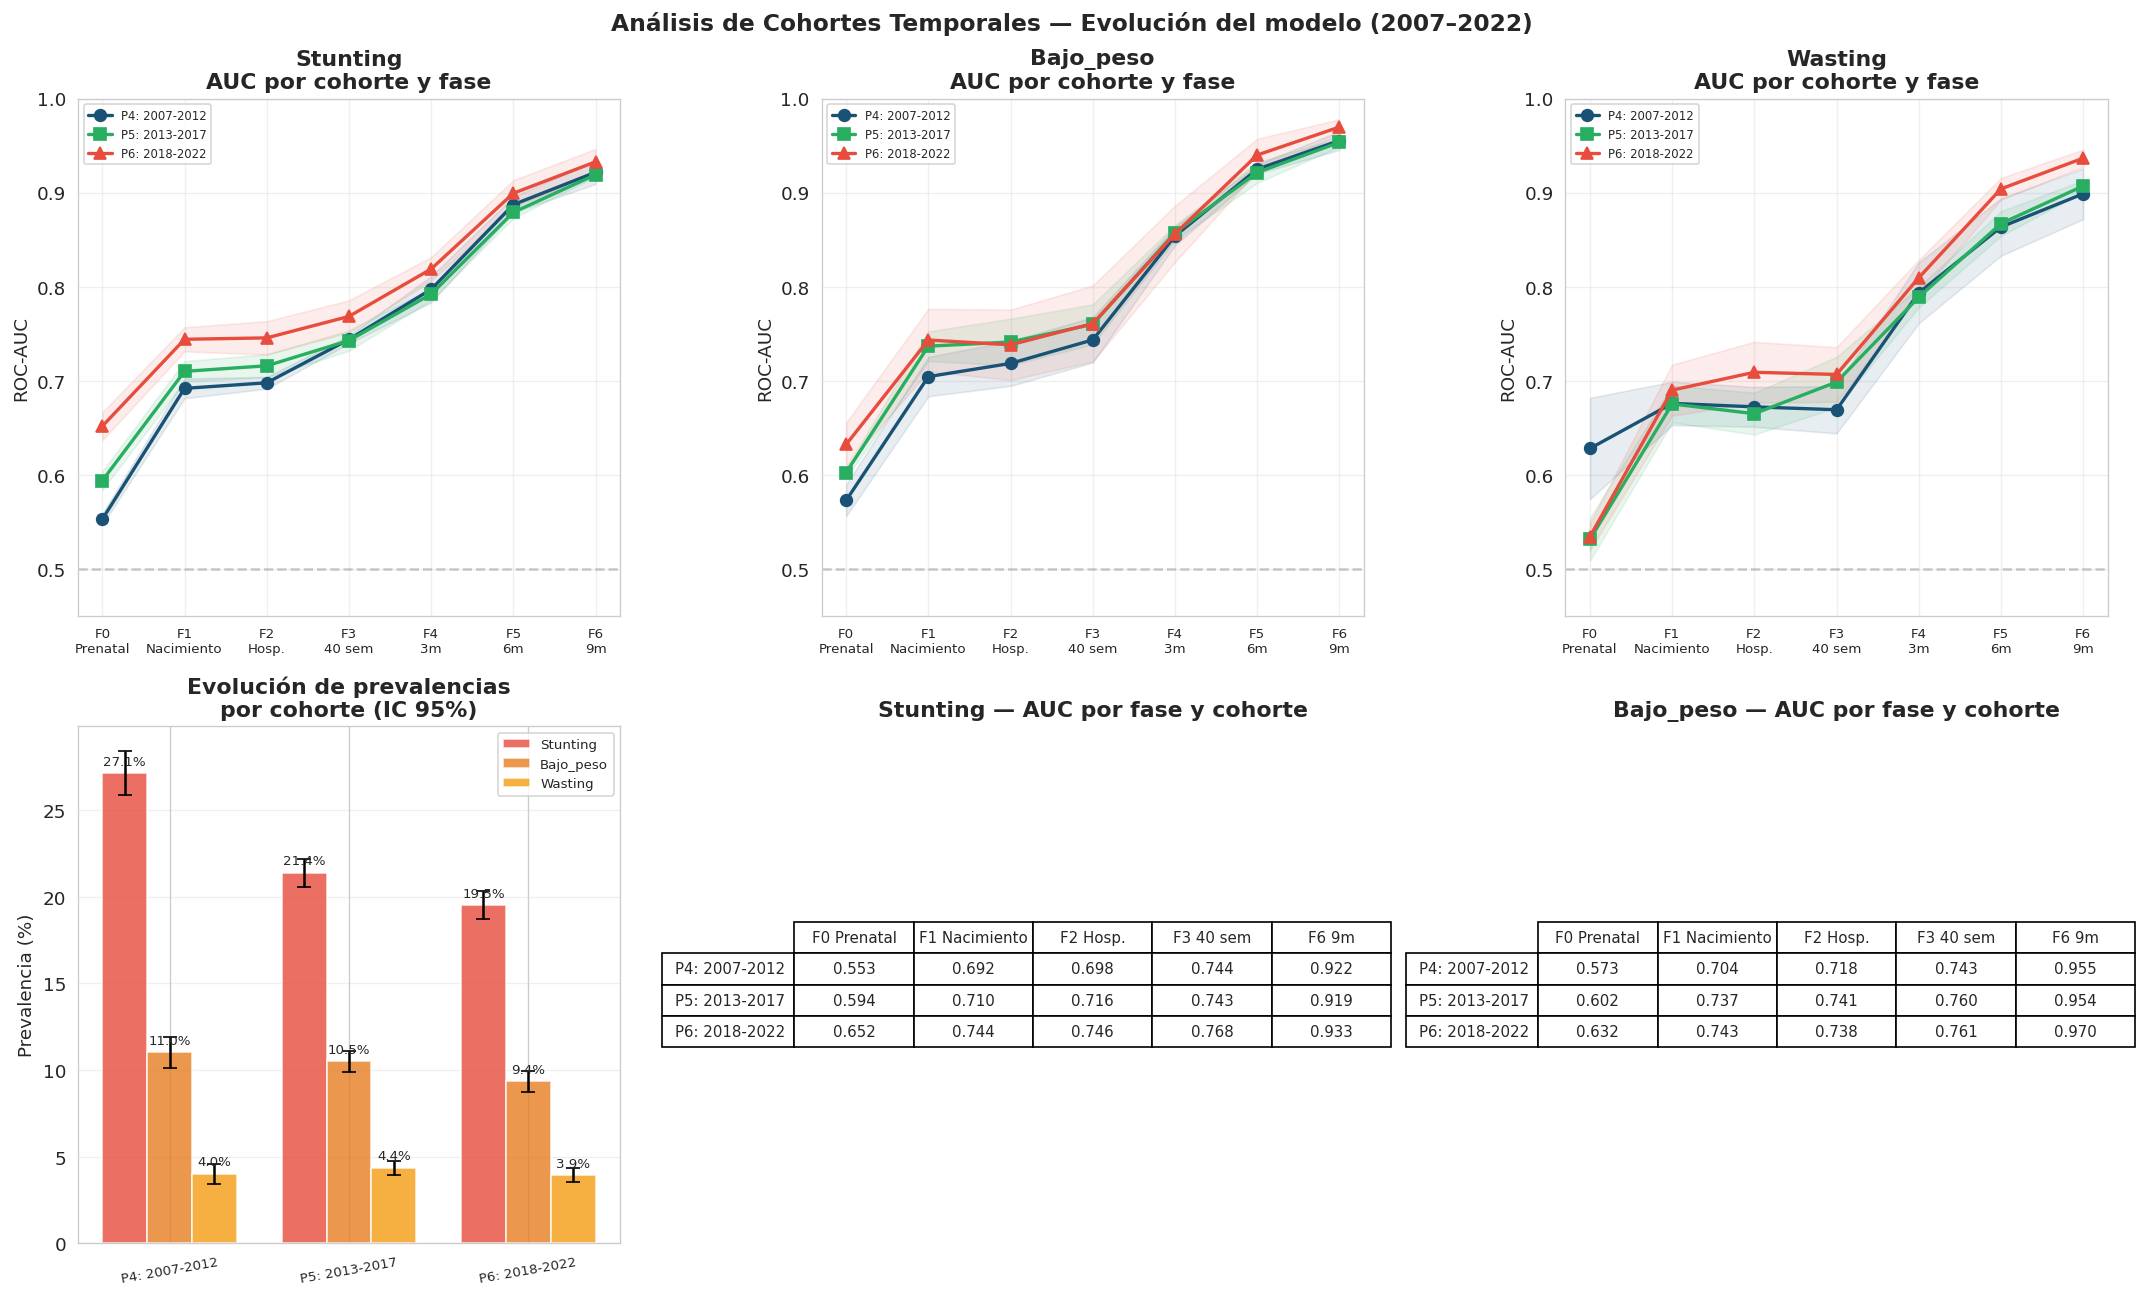 Análisis de Cohortes Temporales — Evolución del modelo (2007–2022)
Stunting
AUC por cohorte y fase
P4: 2007-2012
P5: 2013-2017
P6: 2018-2022
ROC-AUC
1.0
0.9
0.8
0.7
0.6
0.5
F0 Prenatal
F1 Nacimiento
F2 Hosp.
F3 40 sem
F4 3m
F5 6m
F6 9m
Bajo_peso
AUC por cohorte y fase
P4: 2007-2012
P5: 2013-2017
P6: 2018-2022
ROC-AUC
1.0
0.9
0.8
0.7
0.6
0.5
F0 Prenatal
F1 Nacimiento
F2 Hosp.
F3 40 sem
F4 3m
F5 6m
F6 9m
Wasting
AUC por cohorte y fase
P4: 2007-2012
P5: 2013-2017
P6: 2018-2022
ROC-AUC
1.0
0.9
0.8
0.7
0.6
0.5
F0 Prenatal
F1 Nacimiento
F2 Hosp.
F3 40 sem
F4 3m
F5 6m
F6 9m
Evolución de prevalencias
por cohorte (IC 95%)
Stunting
Bajo_peso
Wasting
Prevalencia (%)
25
20
15
10
5
0
27.1%
11.0%
4.0%
21.4%
10.5%
4.4%
19.5%
9.4%
3.9%
P4: 2007-2012
P5: 2013-2017
P6: 2018-2022
Stunting — AUC por fase y cohorte
F0 Prenatal F1 Nacimiento F2 Hosp. F3 40 sem F6 9m
P4: 2007-2012 0.553 0.692 0.698 0.744 0.922
P5: 2013-2017 0.594 0.710 0.716 0.743 0.919
P6: 2018-2022 0.652 0.744 0.746 0.768 0.933
Bajo_peso — AUC por fase y cohorte
F0 Prenatal F1 Nacimiento F2 Hosp. F3 40 sem F6 9m
P4: 2007-2012 0.573 0.704 0.718 0.743 0.955
P5: 2013-2017 0.602 0.737 0.741 0.760 0.954
P6: 2018-2022 0.632 0.743 0.738 0.761 0.970